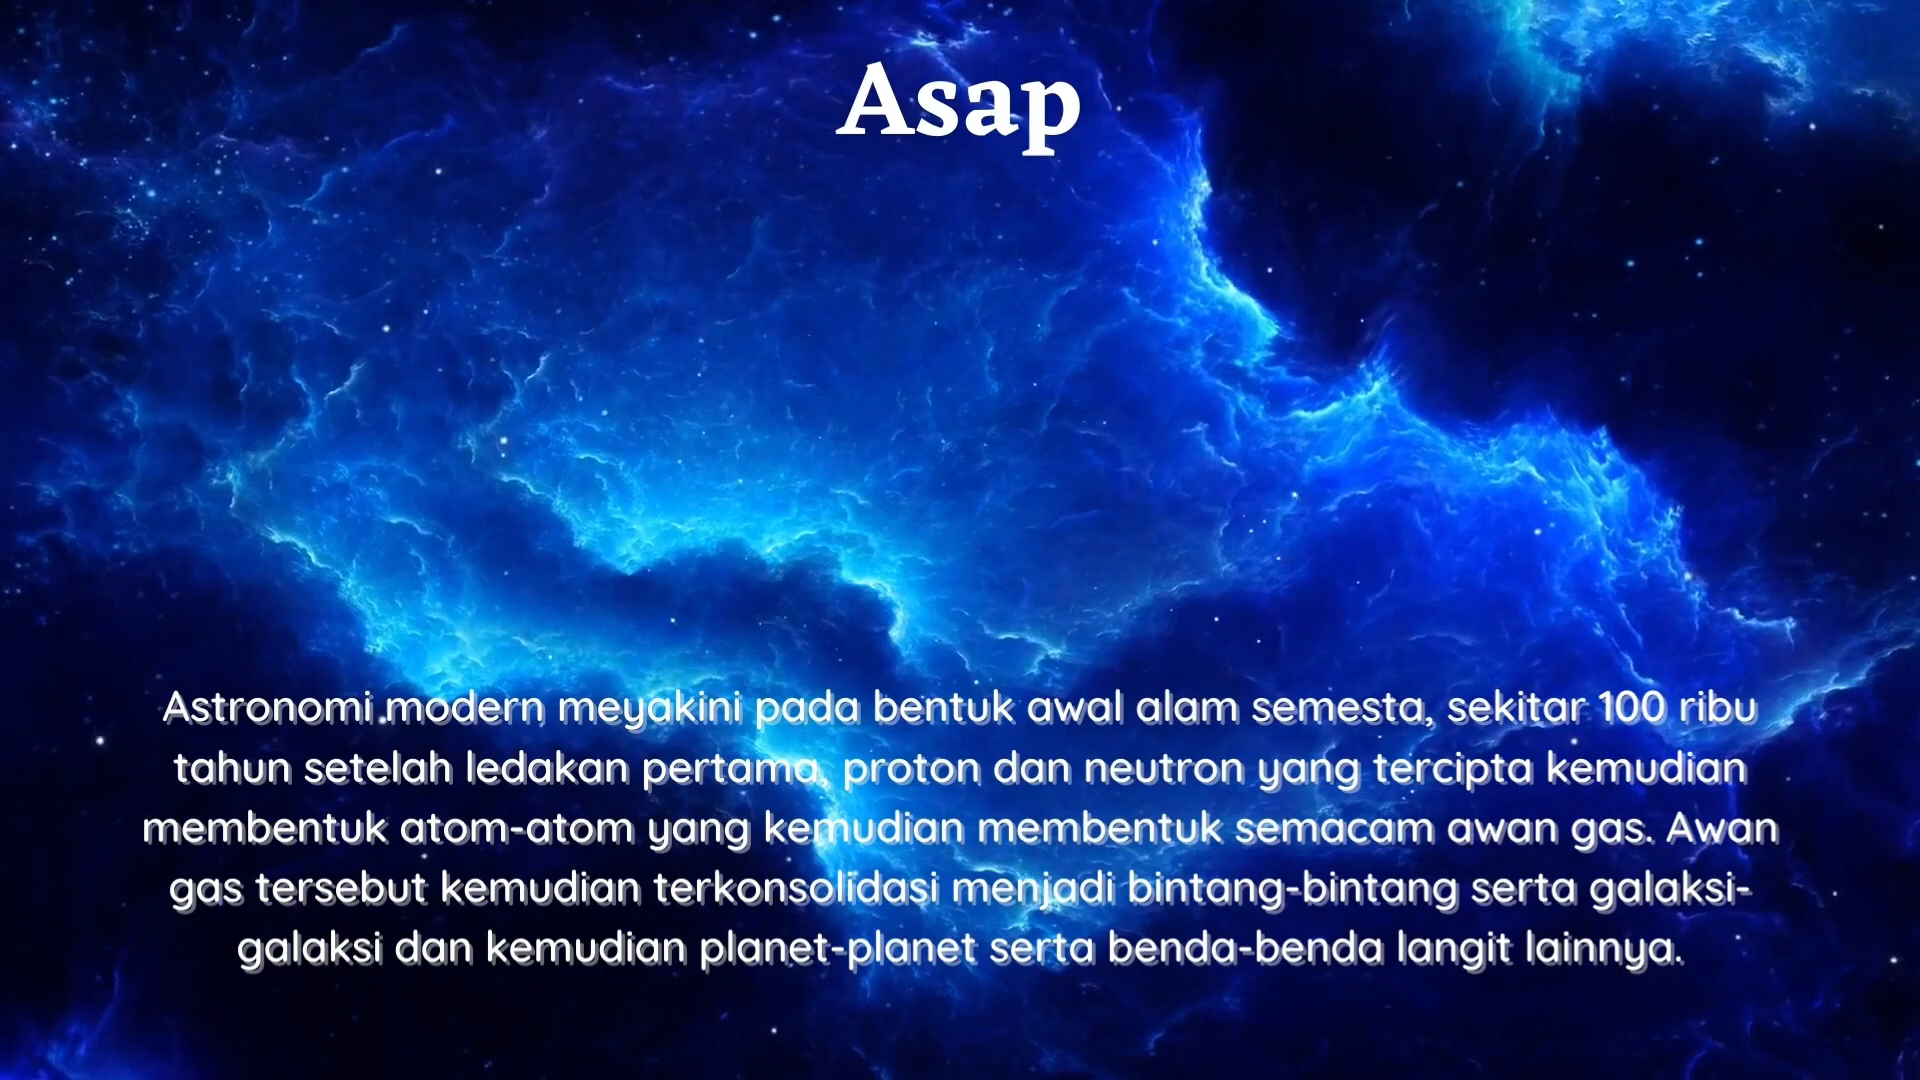 Asap
Astronomi modern meyakini pada bentuk awal alam semesta, sekitar 100 ribu
tahun setelah ledakan pertama, proton dan neutron yang tercipta kemudian
membentuk atom-atom yang kemudian membentuk semacam awan gas. Awan
gas tersebut kemudian terkonsolidasi menjadi bintang-bintang serta galaksi-
galaksi dan kemudian planet-planet serta benda-benda langit lainnya.